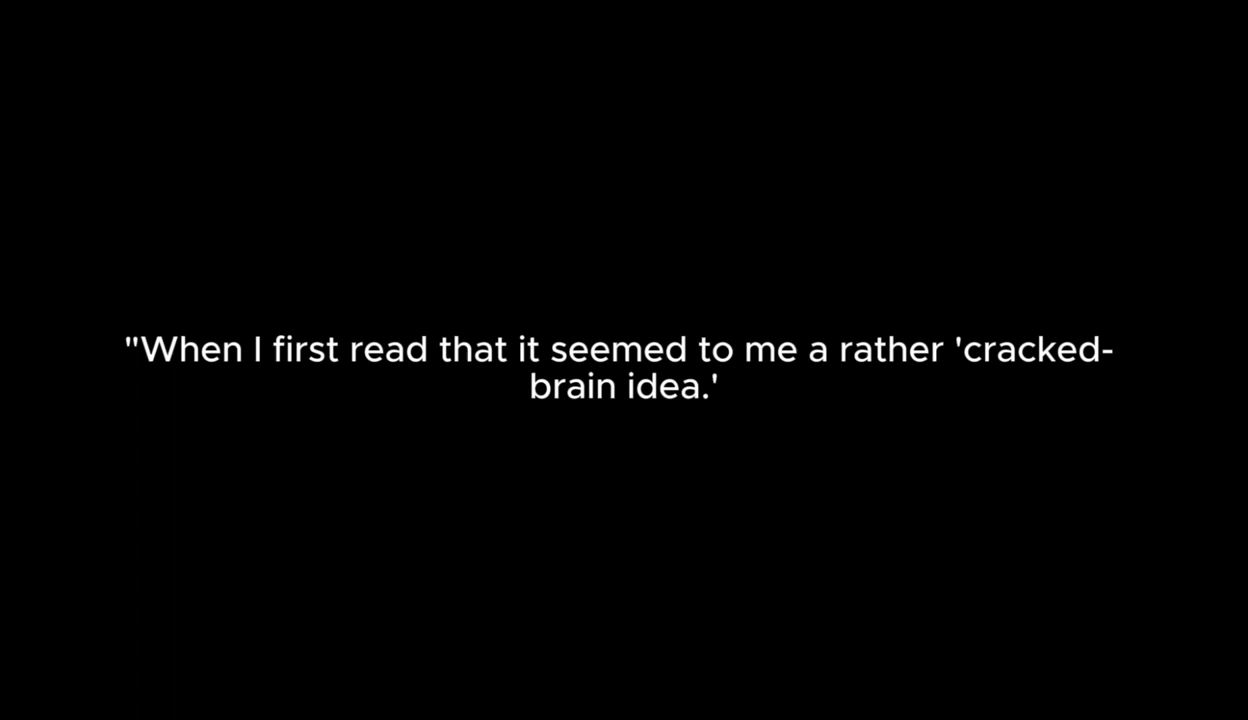 "When I first read that it seemed to me a rather 'cracked-
brain idea.'